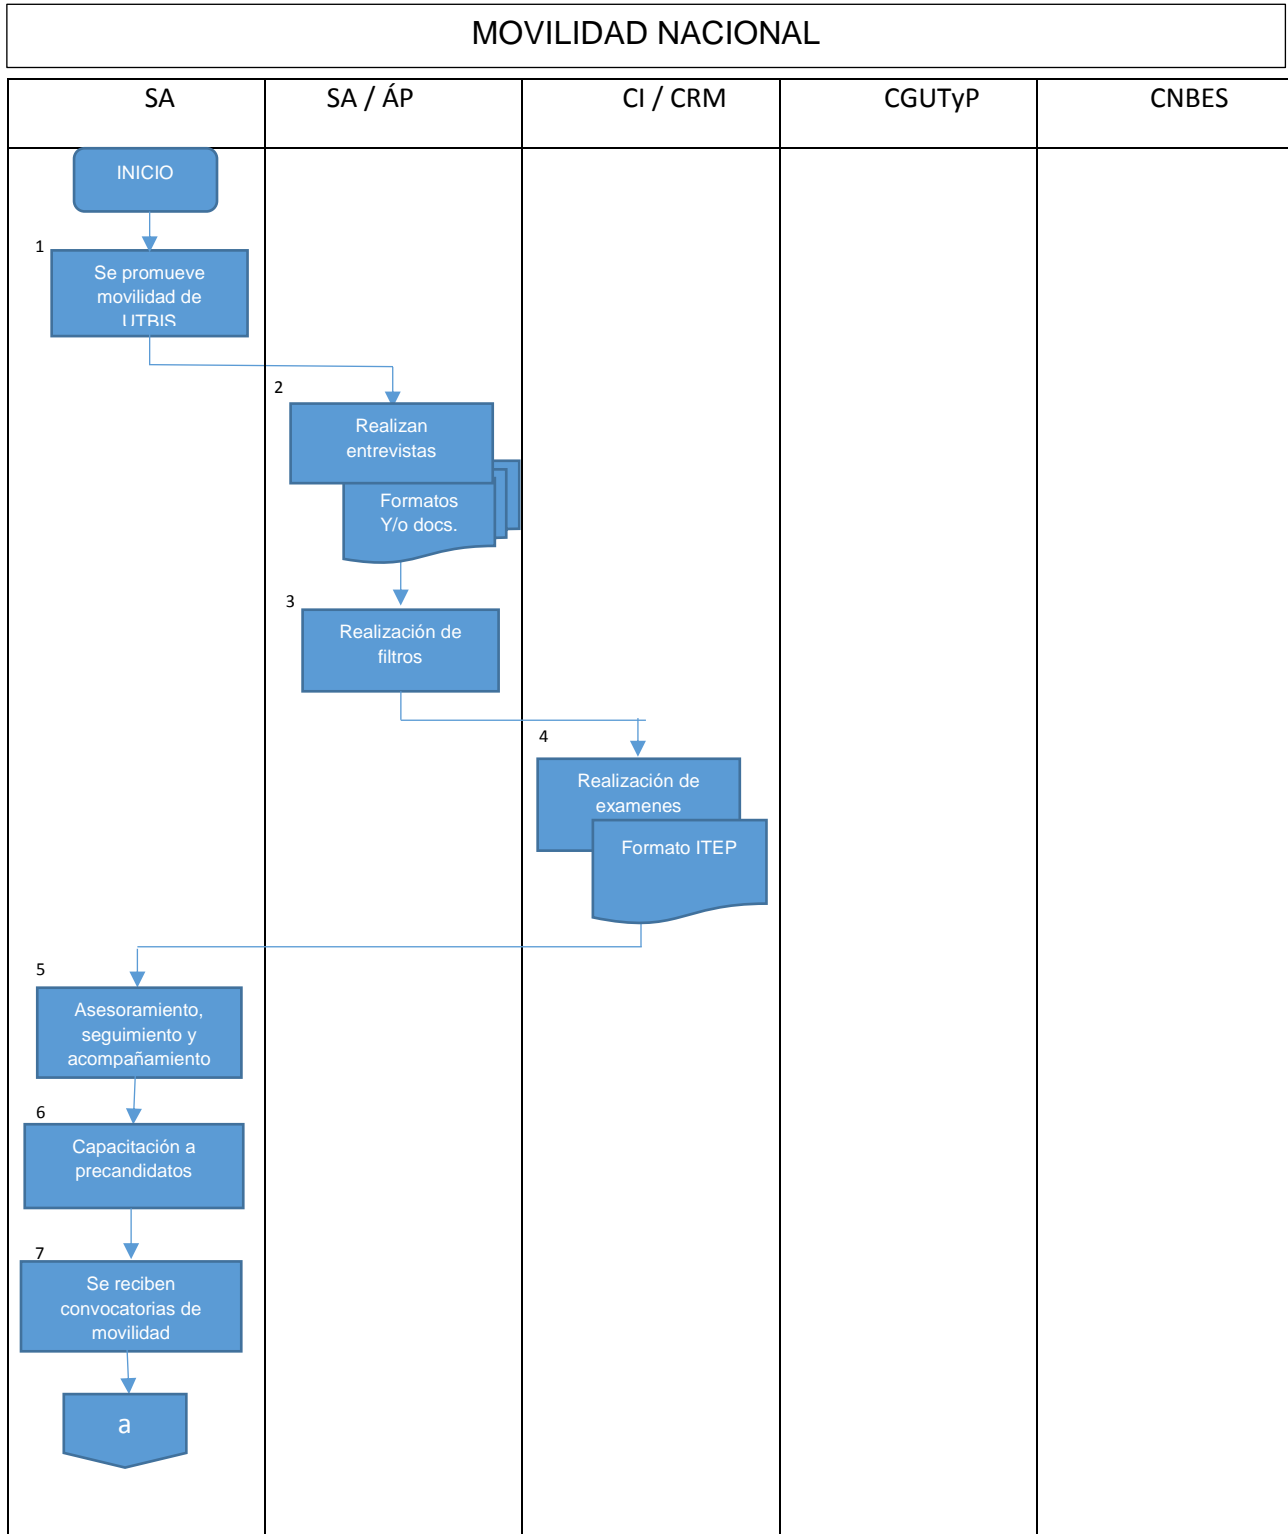 MOVILIDAD NACIONAL
SA
SA / ÁP
CI / CRM
CGUTyP
CNBES
INICIO
1
Se promueve
movilidad de
UTBIS
2
Realizan
entrevistas
Formatos
Y/o docs.
3
Realización de
filtros
4
Realización de
examenes
Formato ITEP
5
Asesoramiento,
seguimiento y
acompañamiento
6
Capacitación a
precandidatos
7
Se reciben
convocatorias de
movilidad
a